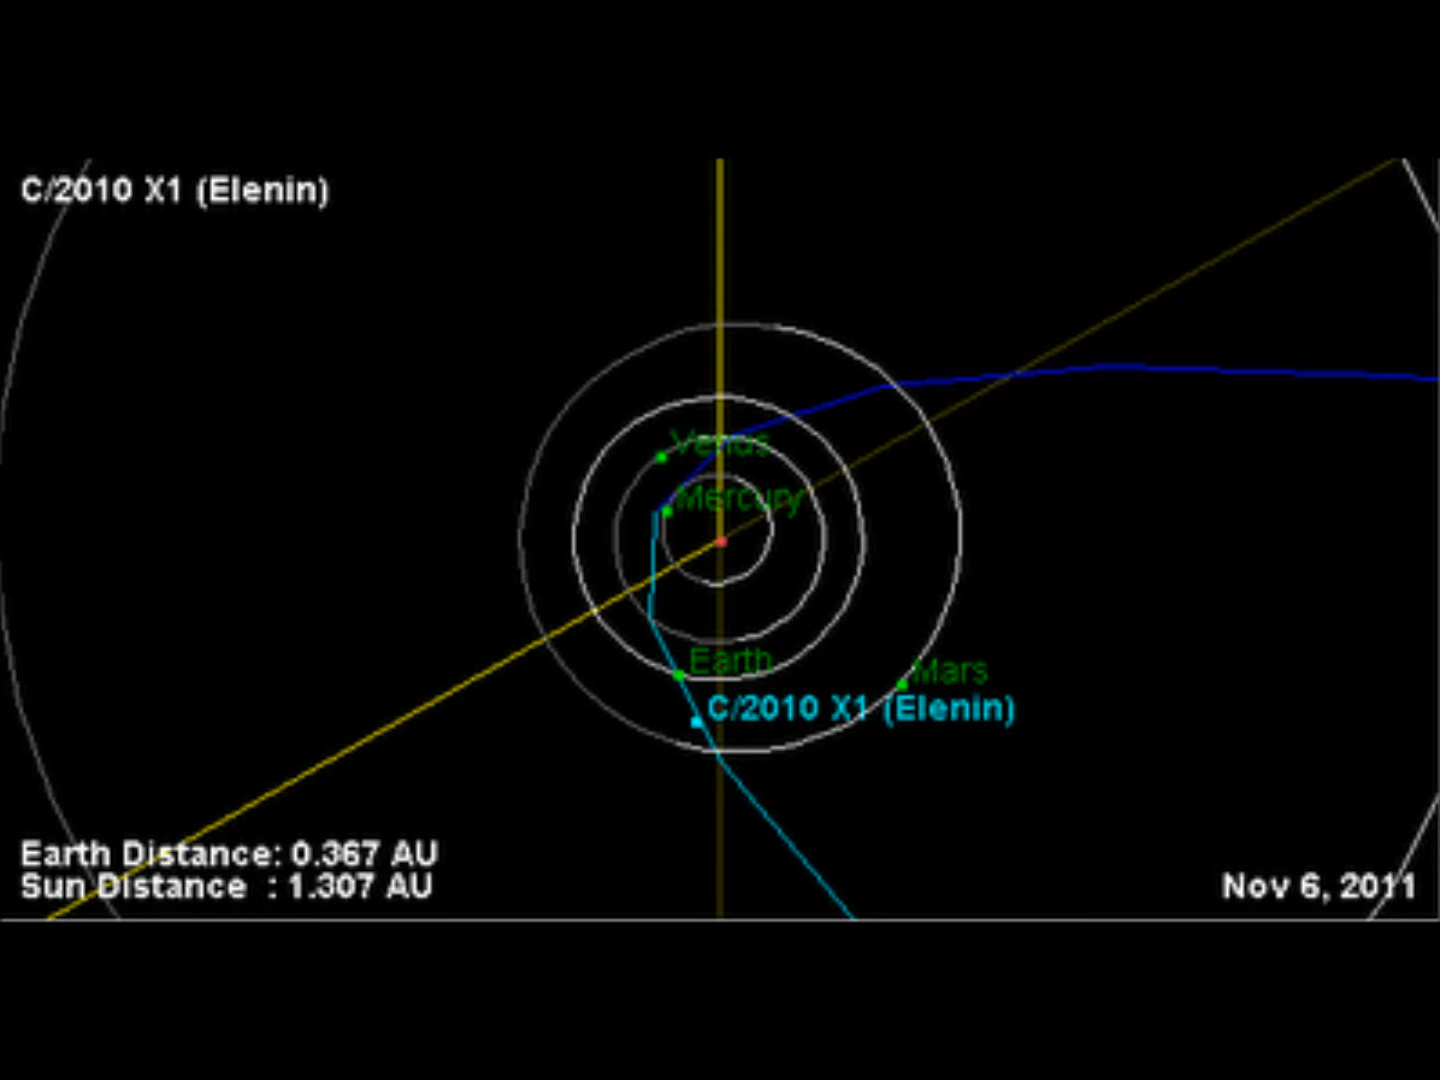 C/2010 X1 (Elenin)
Venus
Mercury
Earth
Mars
C/2010 X1 (Elenin)
Earth Distance: 0.367 AU
Sun Distance : 1.307 AU
Nov 6, 2011